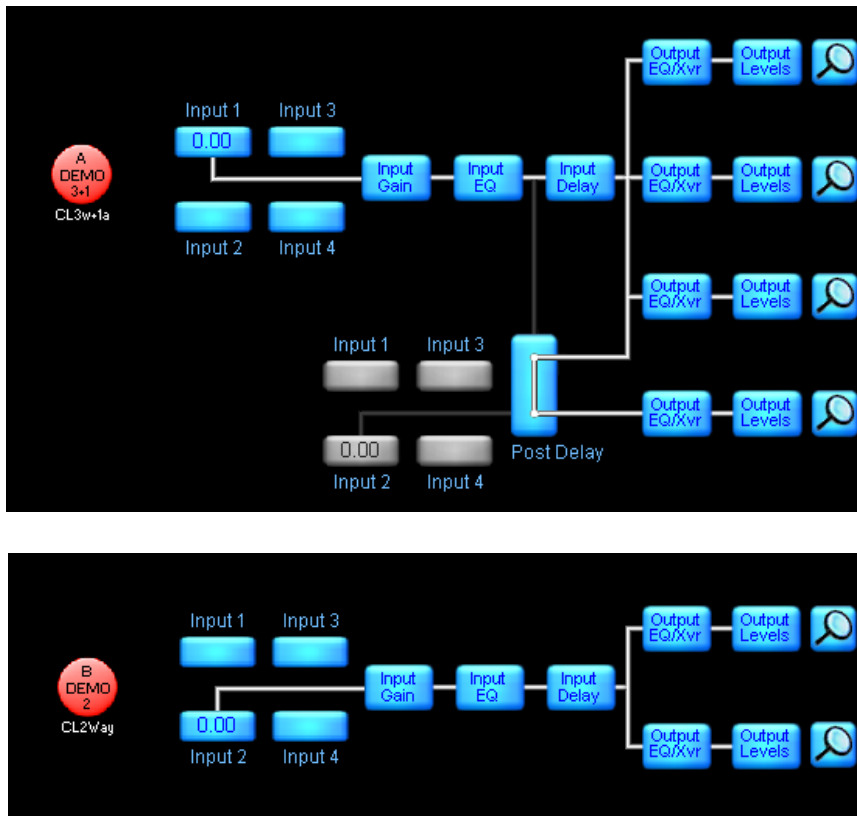 Output EQ/Xvr
Output Levels
Input 1
Input 3
0.00
A
DEMO
3+1
CL3w+1a
Input Gain
Input EQ
Input Delay
Output EQ/Xvr
Output Levels
Input 2
Input 4
Output EQ/Xvr
Output Levels
Input 1
Input 3
Output EQ/Xvr
Output Levels
0.00
Post Delay
Input 2
Input 4
Input 1
Input 3
Output EQ/Xvr
Output Levels
B
DEMO
2
CL2Way
Input Gain
Input EQ
Input Delay
0.00
Input 2
Input 4
Output EQ/Xvr
Output Levels